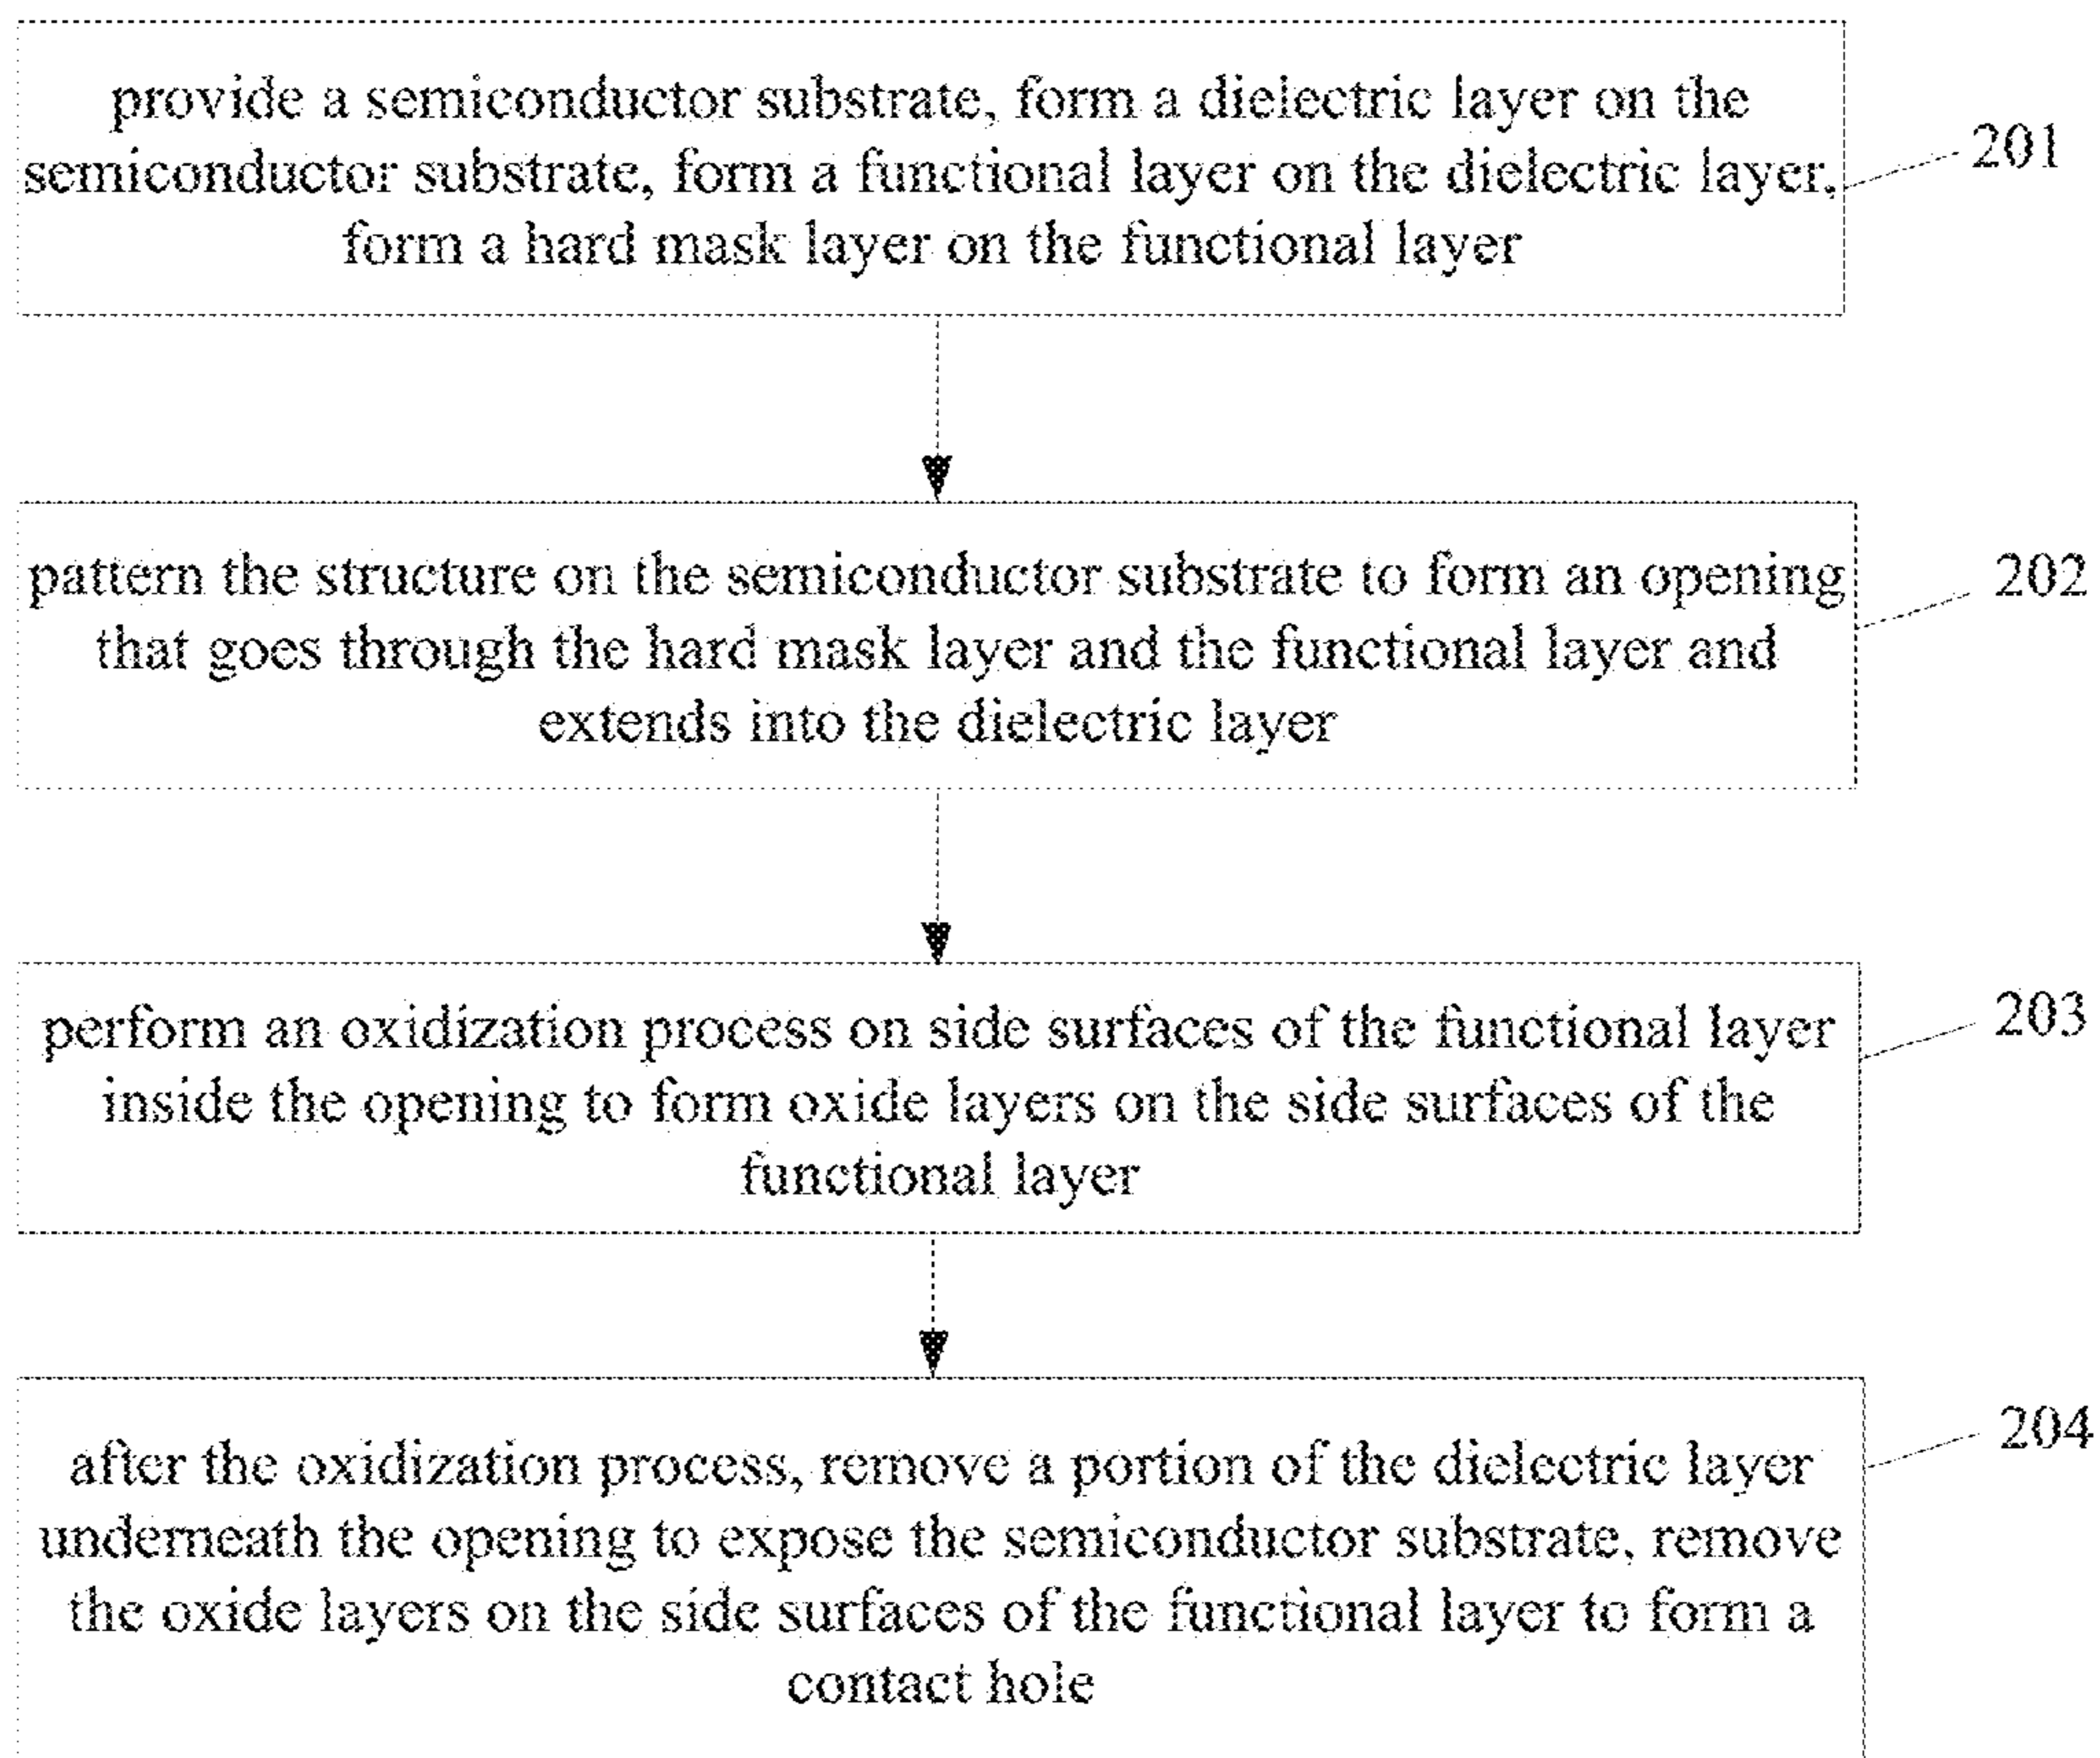 provide a semiconductor substrate, form a dielectric layer on the
semiconductor substrate, form a functional layer on the dielectric layer,
form a hard mask layer on the functional layer
201
pattern the structure on the semiconductor substrate to form an opening
that goes through the hard mask layer and the functional layer and
extends into the dielectric layer
202
perform an oxidization process on side surfaces of the functional layer
inside the opening to form oxide layers on the side surfaces of the
functional layer
203
after the oxidization process, remove a portion of the dielectric layer
underneath the opening to expose the semiconductor substrate, remove
the oxide layers on the side surfaces of the functional layer to form a
contact hole
204